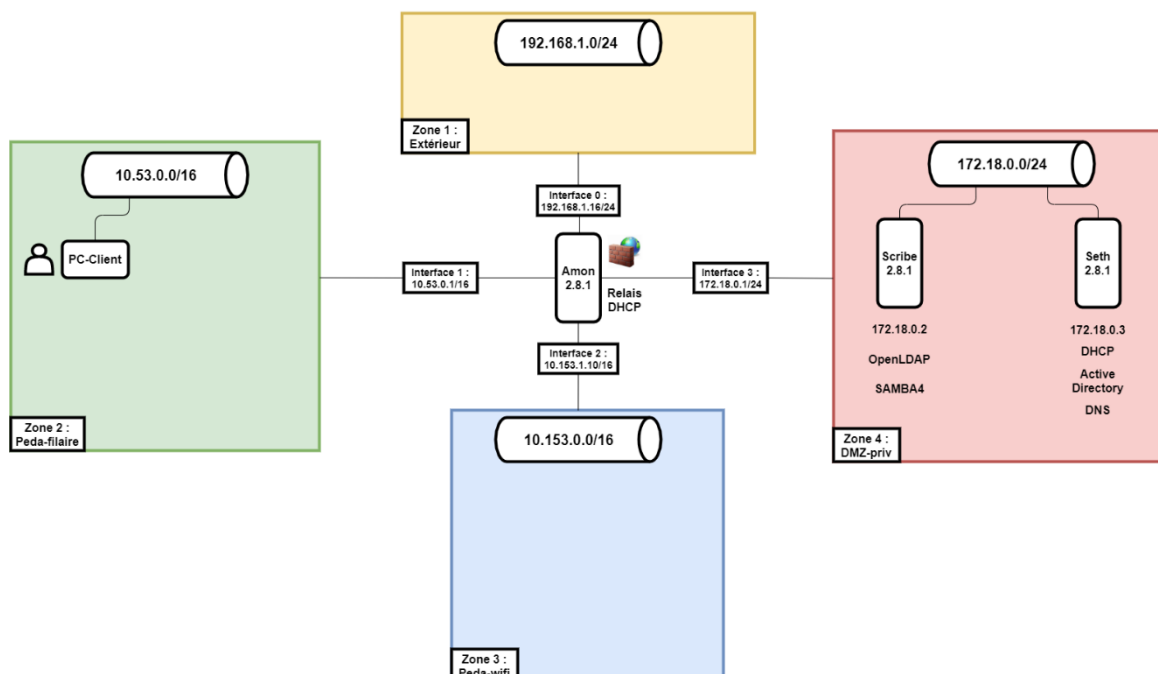 192.168.1.0/24
Zone 1 :
Extérieur
10.53.0.0/16
PC-Client
Zone 2 :
Peda-filaire
Interface 0 :
192.168.1.16/24
Interface 1 :
10.53.0.1/16
Amon
2.8.1
Relais
DHCP
Interface 3 :
172.18.0.1/24
Interface 2 :
10.153.1.10/16
172.18.0.0/24
Scribe
2.8.1
172.18.0.2
OpenLDAP
SAMBA4
Seth
2.8.1
172.18.0.3
DHCP
Active
Directory
DNS
Zone 4 :
DMZ-priv
10.153.0.0/16
Zone 3 :
Peda-wifi